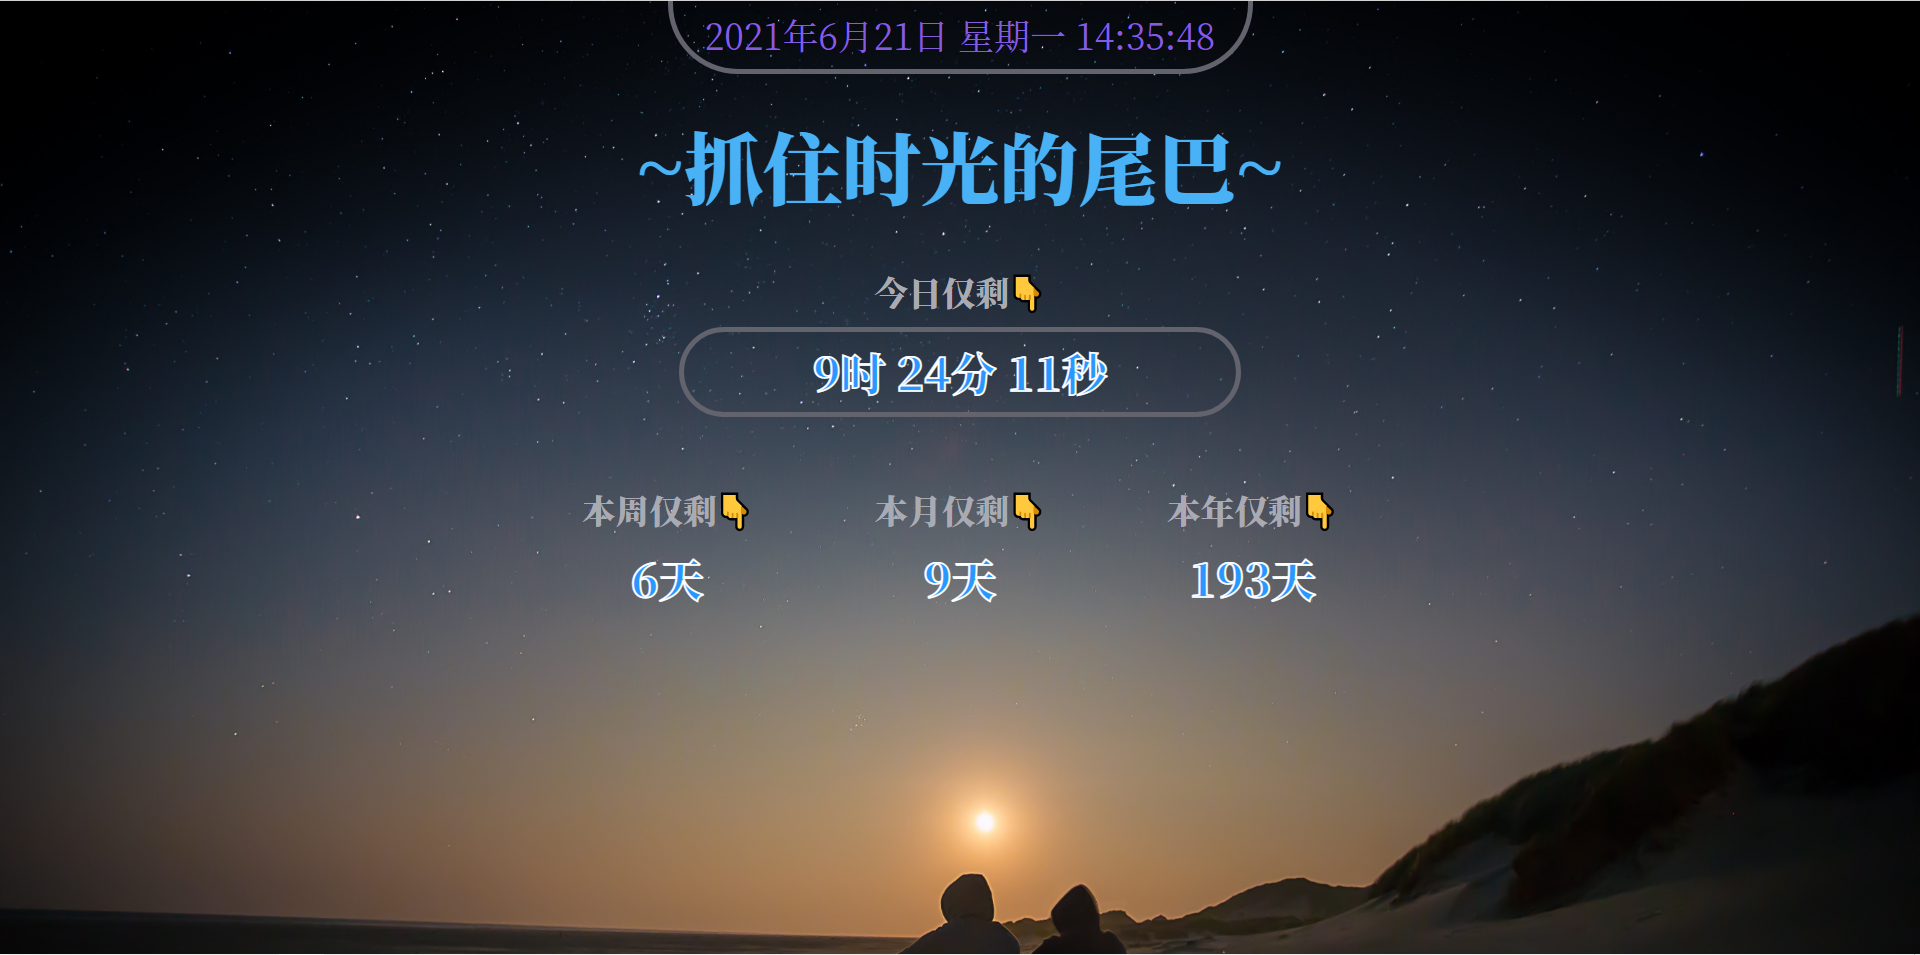 2021年6月21日 星期一 14:35:48
~抓住时光的尾巴~
今日仅剩👇
9时 24分 11秒
本周仅剩👇 本月仅剩👇 本年仅剩👇
6天 9天 193天